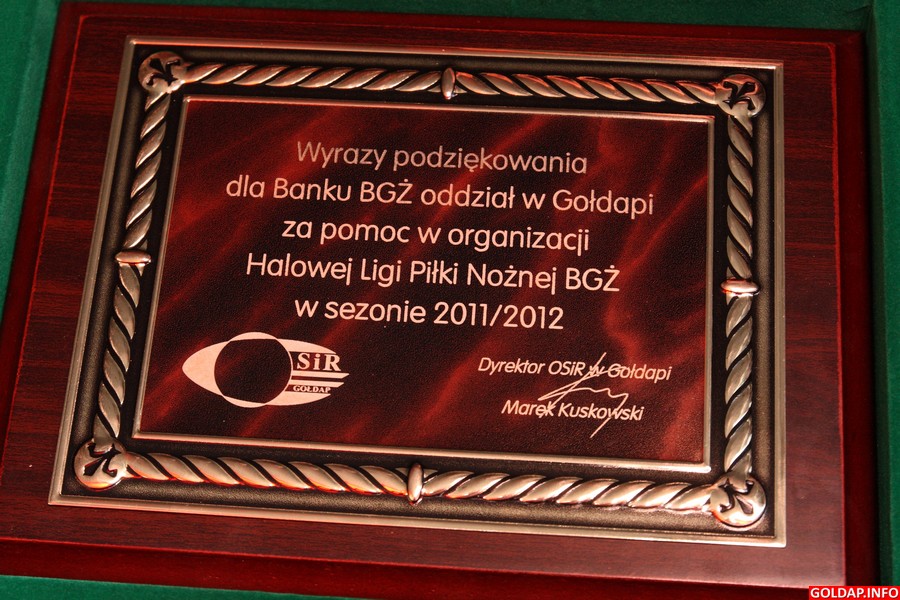 Wyrazy podziękowania
dla Banku BGŻ oddział w Gołdapi
za pomoc w organizacji
Halowej Ligi Piłki Nożnej BGŻ
w sezonie 2011/2012
OSiR
GOŁDAP
Dyrektor OSiR w Gołdapi
Marek Kuskowski
GOLDAP.INFO